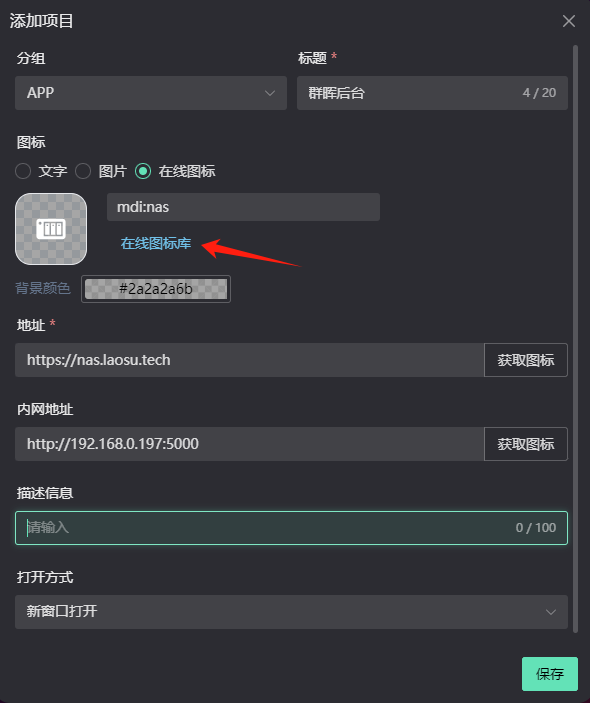 添加项目
分组
标题 *
APP
群晖后台 4 / 20
图标
文字 图片 在线图标
mdi:nas
在线图标库
背景颜色 #2a2a2a6b
地址 *
https://nas.laosu.tech 获取图标
内网地址
http://192.168.0.197:5000 获取图标
描述信息
请输入 0 / 100
打开方式
新窗口打开
保存